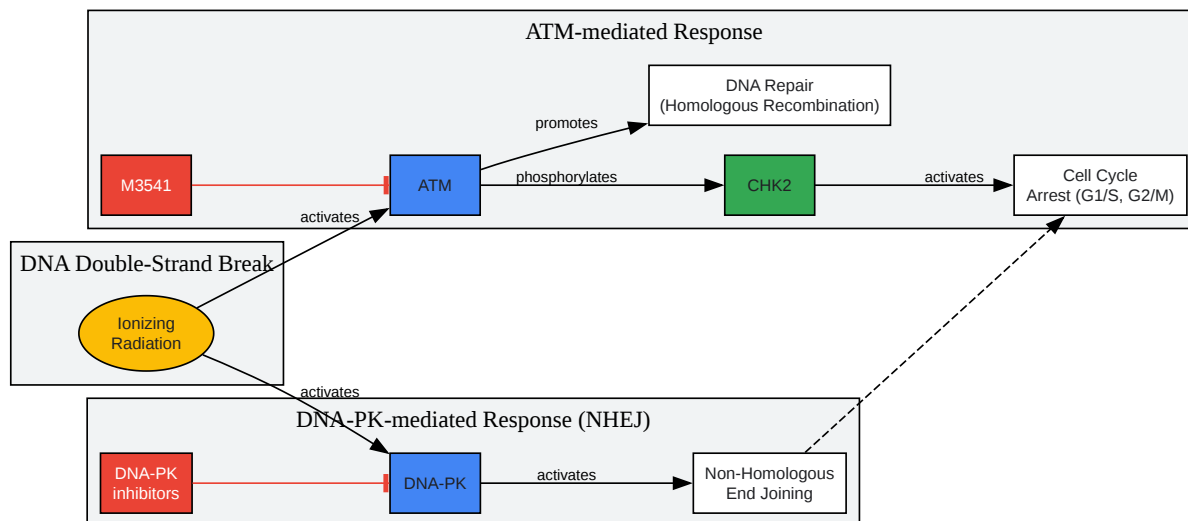 ATM-mediated Response
DNA Repair
(Homologous Recombination)
promotes
M3541
ATM
phosphorylates
CHK2
activates
Cell Cycle
Arrest (G1/S, G2/M)
activates
DNA Double-Strand Break
Ionizing
Radiation
activates
DNA-PK-mediated Response (NHEJ)
DNA-PK
inhibitors
DNA-PK
activates
Non-Homologous
End Joining